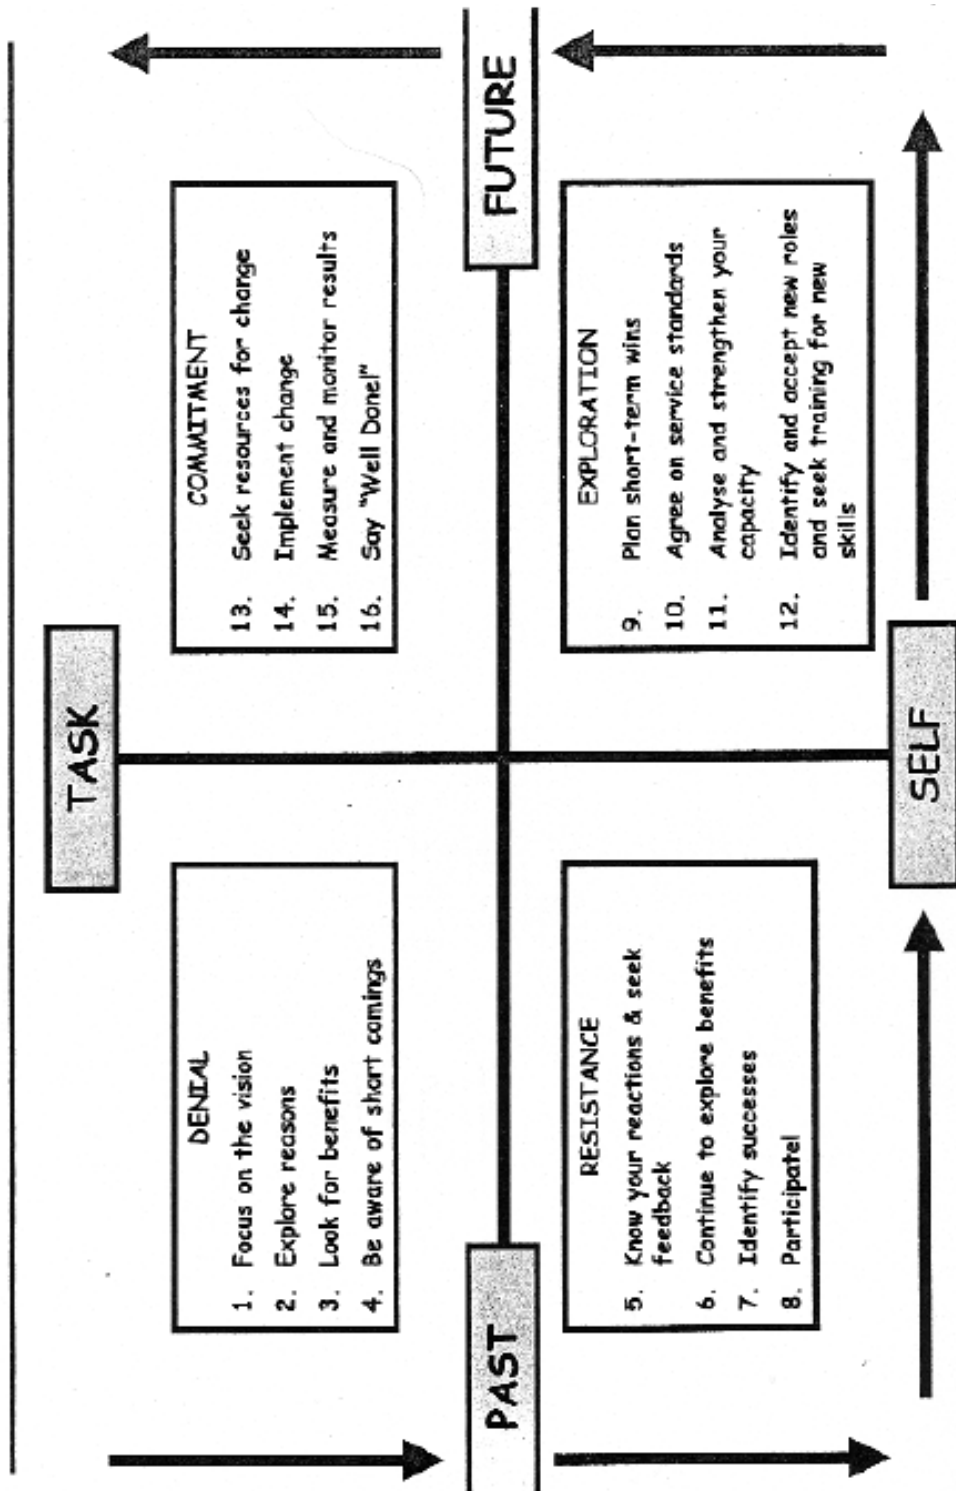 TASK
DENIAL
1. Focus on the vision
2. Explore reasons
3. Look for benefits
4. Be aware of short comings
COMMITMENT
13. Seek resources for change
14. Implement change
15. Measure and monitor results
16. Say "Well Done!"
PAST
FUTURE
RESISTANCE
5. Know your reactions & seek
feedback
6. Continue to explore benefits
7. Identify successes
8. Participate!
EXPLORATION
9. Plan short-term wins
10. Agree on service standards
11. Analyse and strengthen your
capacity
12. Identify and accept new roles
and seek training for new
skills
SELF